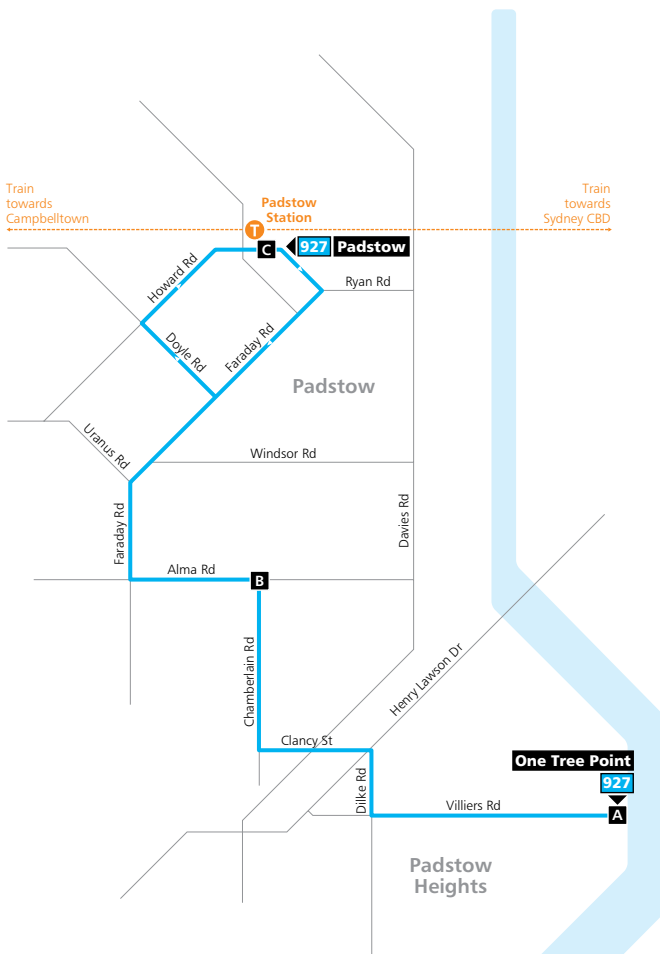 Train
towards
Campbelltown
Padstow
Station
T
Train
towards
Sydney CBD
C
927 Padstow
Howard Rd
Ryan Rd
Doyle Rd
Faraday Rd
Padstow
Uranus Rd
Windsor Rd
Faraday Rd
Davies Rd
Alma Rd
B
Chamberlain Rd
Henry Lawson Dr
Clancy St
One Tree Point
927
Dilke Rd
Villiers Rd
A
Padstow
Heights